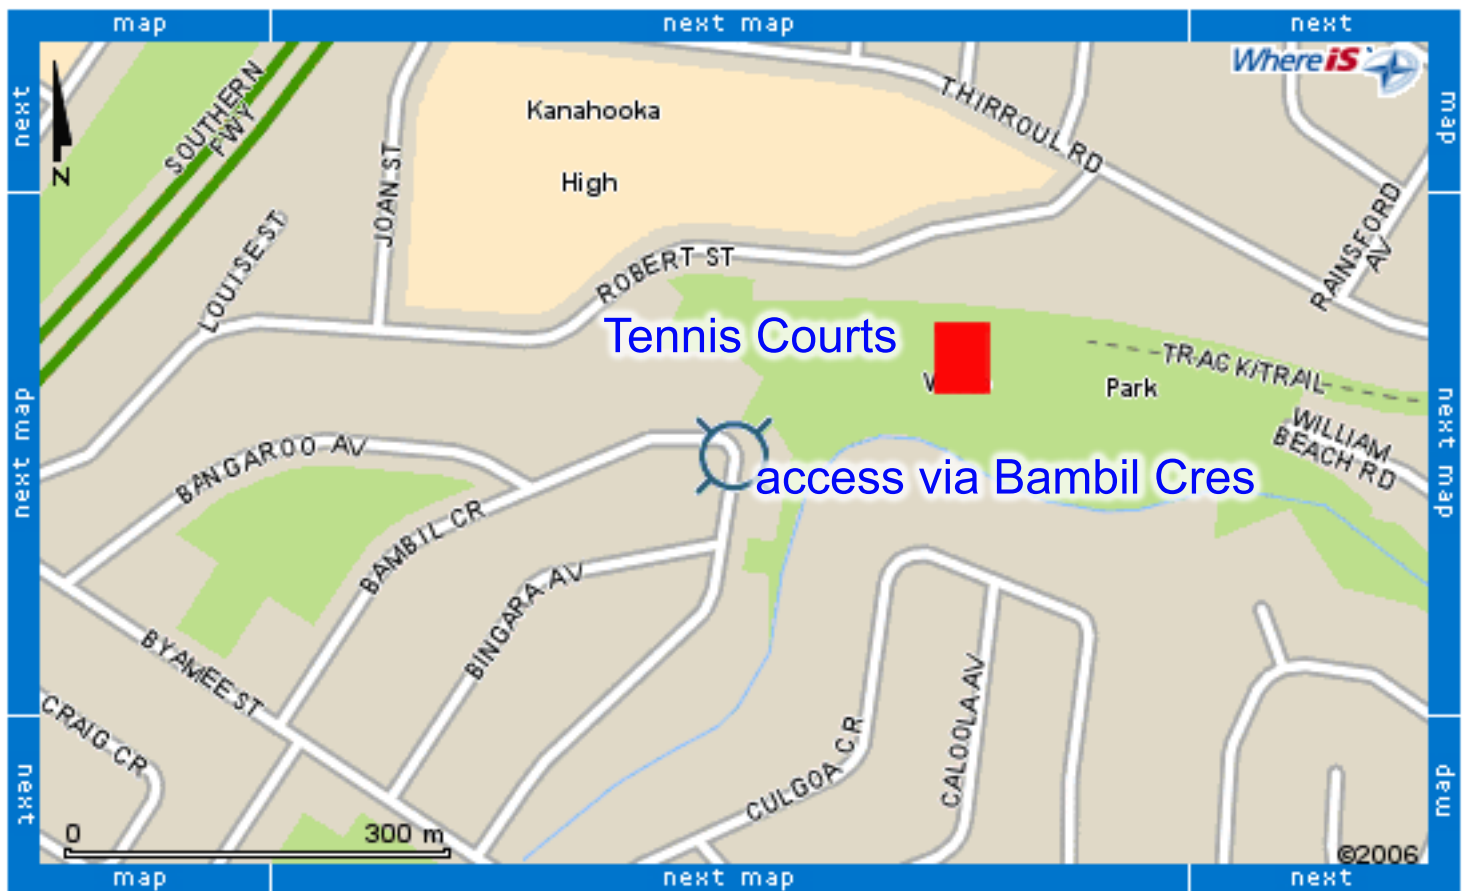 map
next map
next
WhereiS
next
map
SOUTHERN
FWY
N
Kanahooka
High
THIRROUL RD
JOAN ST
LOUISE ST
ROBERT ST
RAINSFORD
AV
Tennis Courts
Park
TRACK/TRAIL
WILLIAM
BEACH RD
next map
next map
BANGAROO AV
access via Bambil Cres
BAMBIL CR
BINGARA AV
BYAMEE ST
CRAIG CR
CULGOA CR
CALOOLA AV
next
map
0 300 m
©2006
map
next map
next